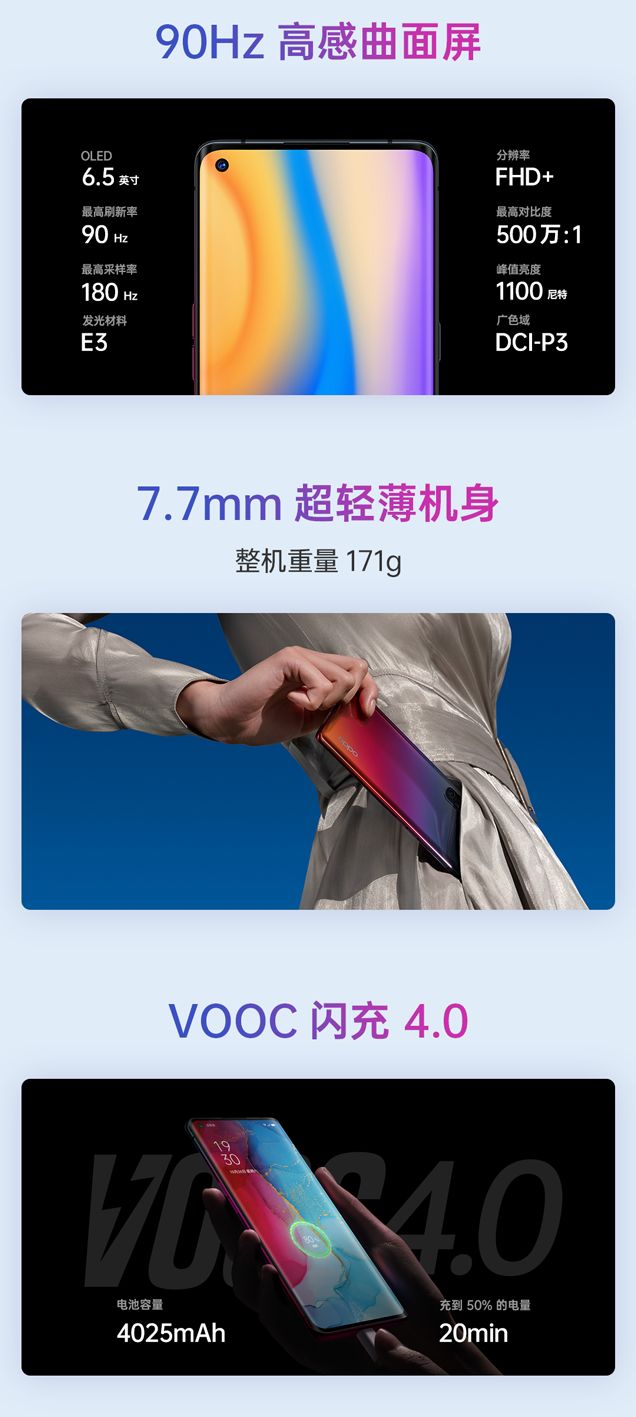 90Hz 高感曲面屏
OLED
6.5 英寸
最高刷新率
90 Hz
最高采样率
180 Hz
发光材料
E3
分辨率
FHD+
最高对比度
500万:1
峰值亮度
1100 尼特
广色域
DCI-P3
7.7mm 超轻薄机身
整机重量 171g
oppo
VOOC 闪充 4.0
VOOC 4.0
19
30
80%
电池容量
4025mAh
充到 50% 的电量
20min